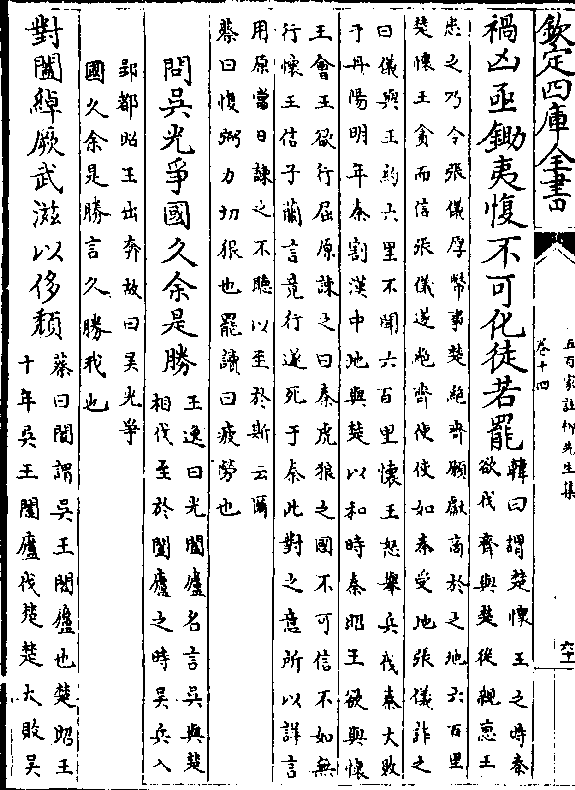 欽定四庫全書
五百家註柳先生集
卷十四
六十
禍凶亟鋤夷愎不可化徒若罷
韓曰謂楚懷王之時秦
欲伐齊與楚從親惠王
患之乃令張儀厚幣事楚絶齊願獻商於之地六百里
楚懷王貪而信張儀遂絶齊使使如秦受地張儀詐之
曰儀與王約六里不聞六百里懷王怒舉兵伐秦大敗
于丹陽明年秦割漢中地與楚以和時秦昭王欲與懷
王會王欲行屈原諫之曰秦虎狼之國不可信不如無
行懷王信子蘭言竟行遂死于秦此對之意所以詳言
用原當日諫之不聽以至於斯云爾
蔡曰愎弼力切狠也罷讀曰疲勞也
問吳光爭國久余是勝
王逸曰光闔廬名言吳與楚
相伐至於闔廬之時吳兵入
郢都昭王出奔故曰吳光爭
國久余是勝言久勝我也
對闔綽厥武滋以侈頹
蔡曰闔謂吳王闔廬也楚昭王
十年吳王闔廬伐楚楚大敗吳